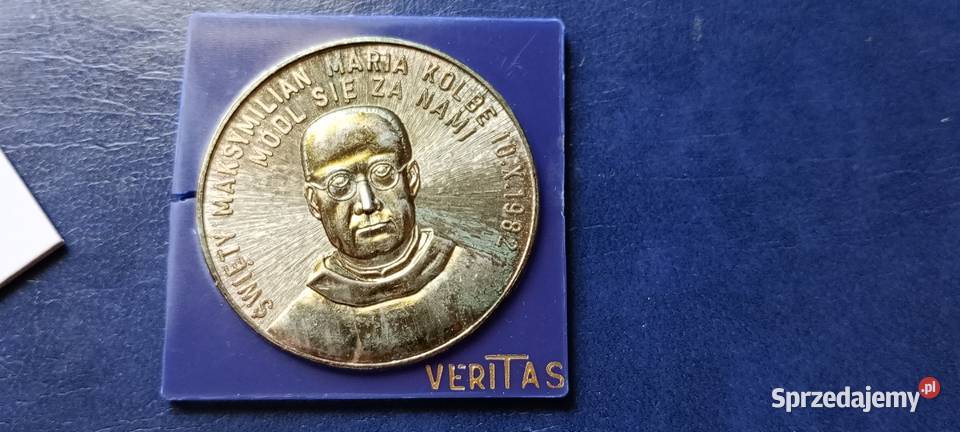 ŚWIĘTY MAKSYMILIAN MARIA KOLBE 10.X.1982
MÓDL SIĘ ZA NAMI
VERITAS
Sprzedajemy.pl